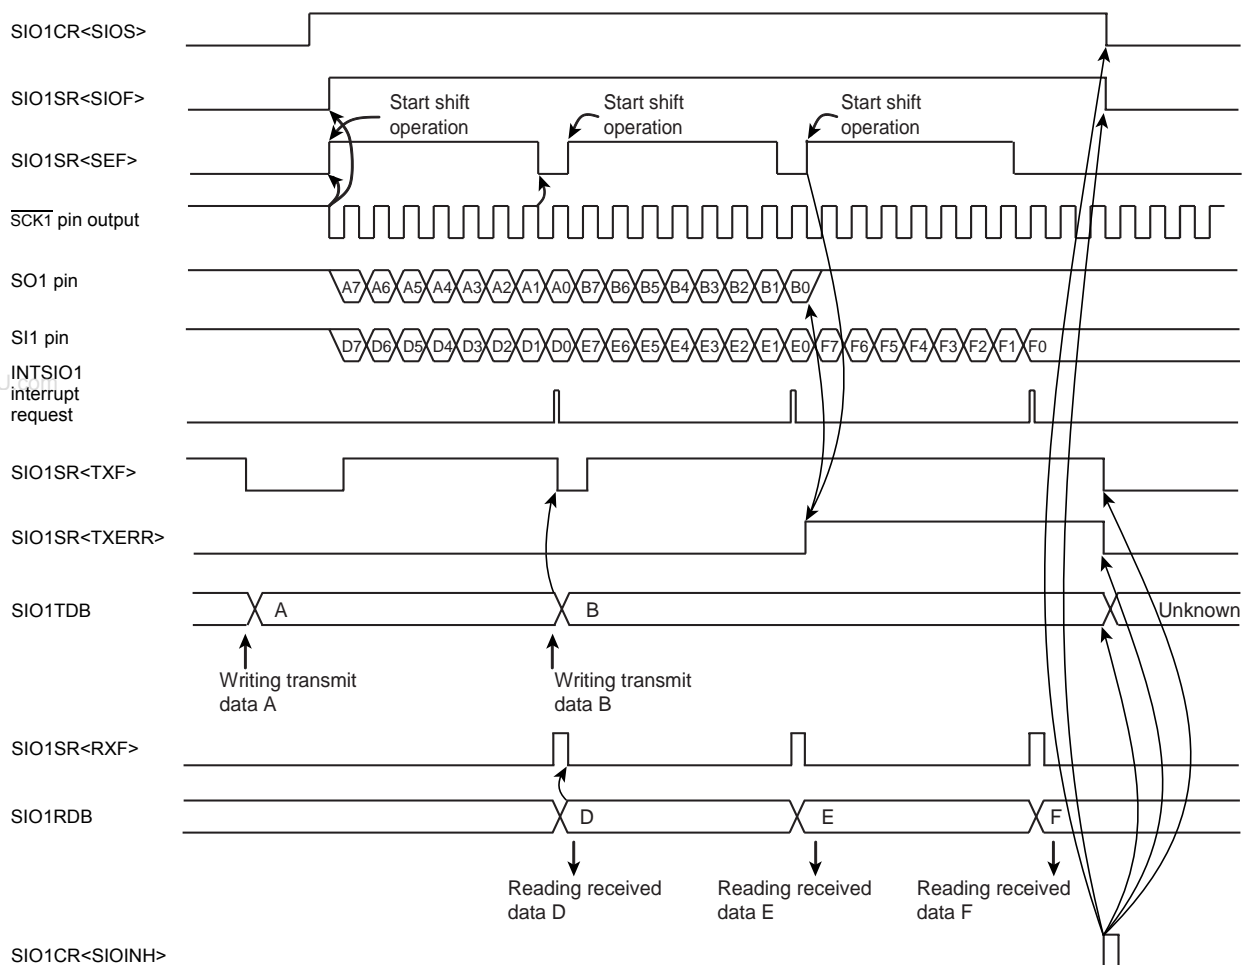 SIO1CR<SIOS>
SIO1SR<SIOF>
Start shift
operation
Start shift
operation
Start shift
operation
SIO1SR<SEF>
SCK1 pin output
SO1 pin
A7 A6 A5 A4 A3 A2 A1 A0 B7 B6 B5 B4 B3 B2 B1 B0
SI1 pin
D7 D6 D5 D4 D3 D2 D1 D0 E7 E6 E5 E4 E3 E2 E1 E0 F7 F6 F5 F4 F3 F2 F1 F0
INTSIO1
interrupt
request
.com
SIO1SR<TXF>
SIO1SR<TXERR>
SIO1TDB
A
B
Unknown
Writing transmit
data A
Writing transmit
data B
SIO1SR<RXF>
SIO1RDB
D
E
F
Reading received
data D
Reading received
data E
Reading received
data F
SIO1CR<SIOINH>